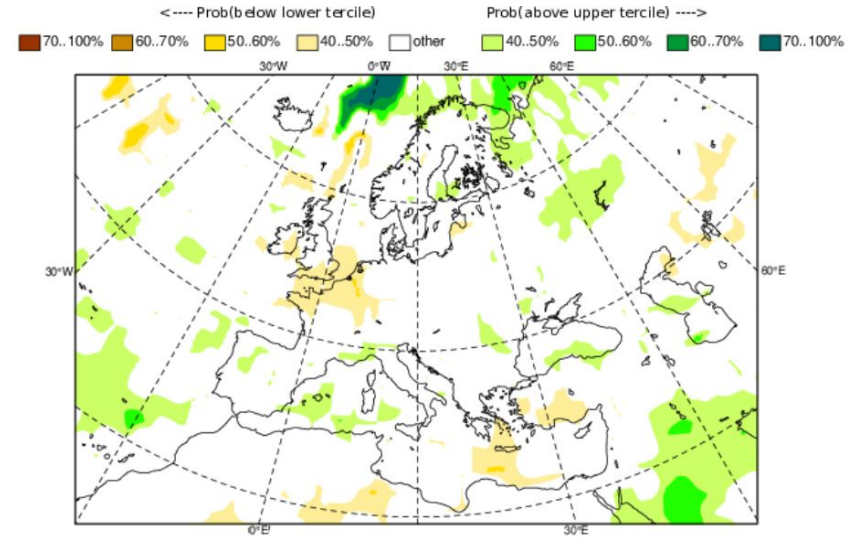 <---- Prob(below lower tercile)    Prob(above upper tercile) ---->
70..100%    60..70%    50..60%    40..50%    other    40..50%    50..60%    60..70%    70..100%
30°W    0°W    30°E    60°E
30°W    60°E
0°E    30°E